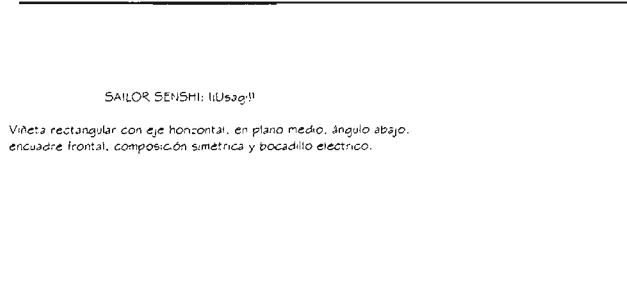 SAILOR SENSHI: ¡¡Usagi!!
Viñeta rectangular con eje horizontal, en plano medio, ángulo abajo,
encuadre frontal, composición simétrica y bocadillo eléctrico.